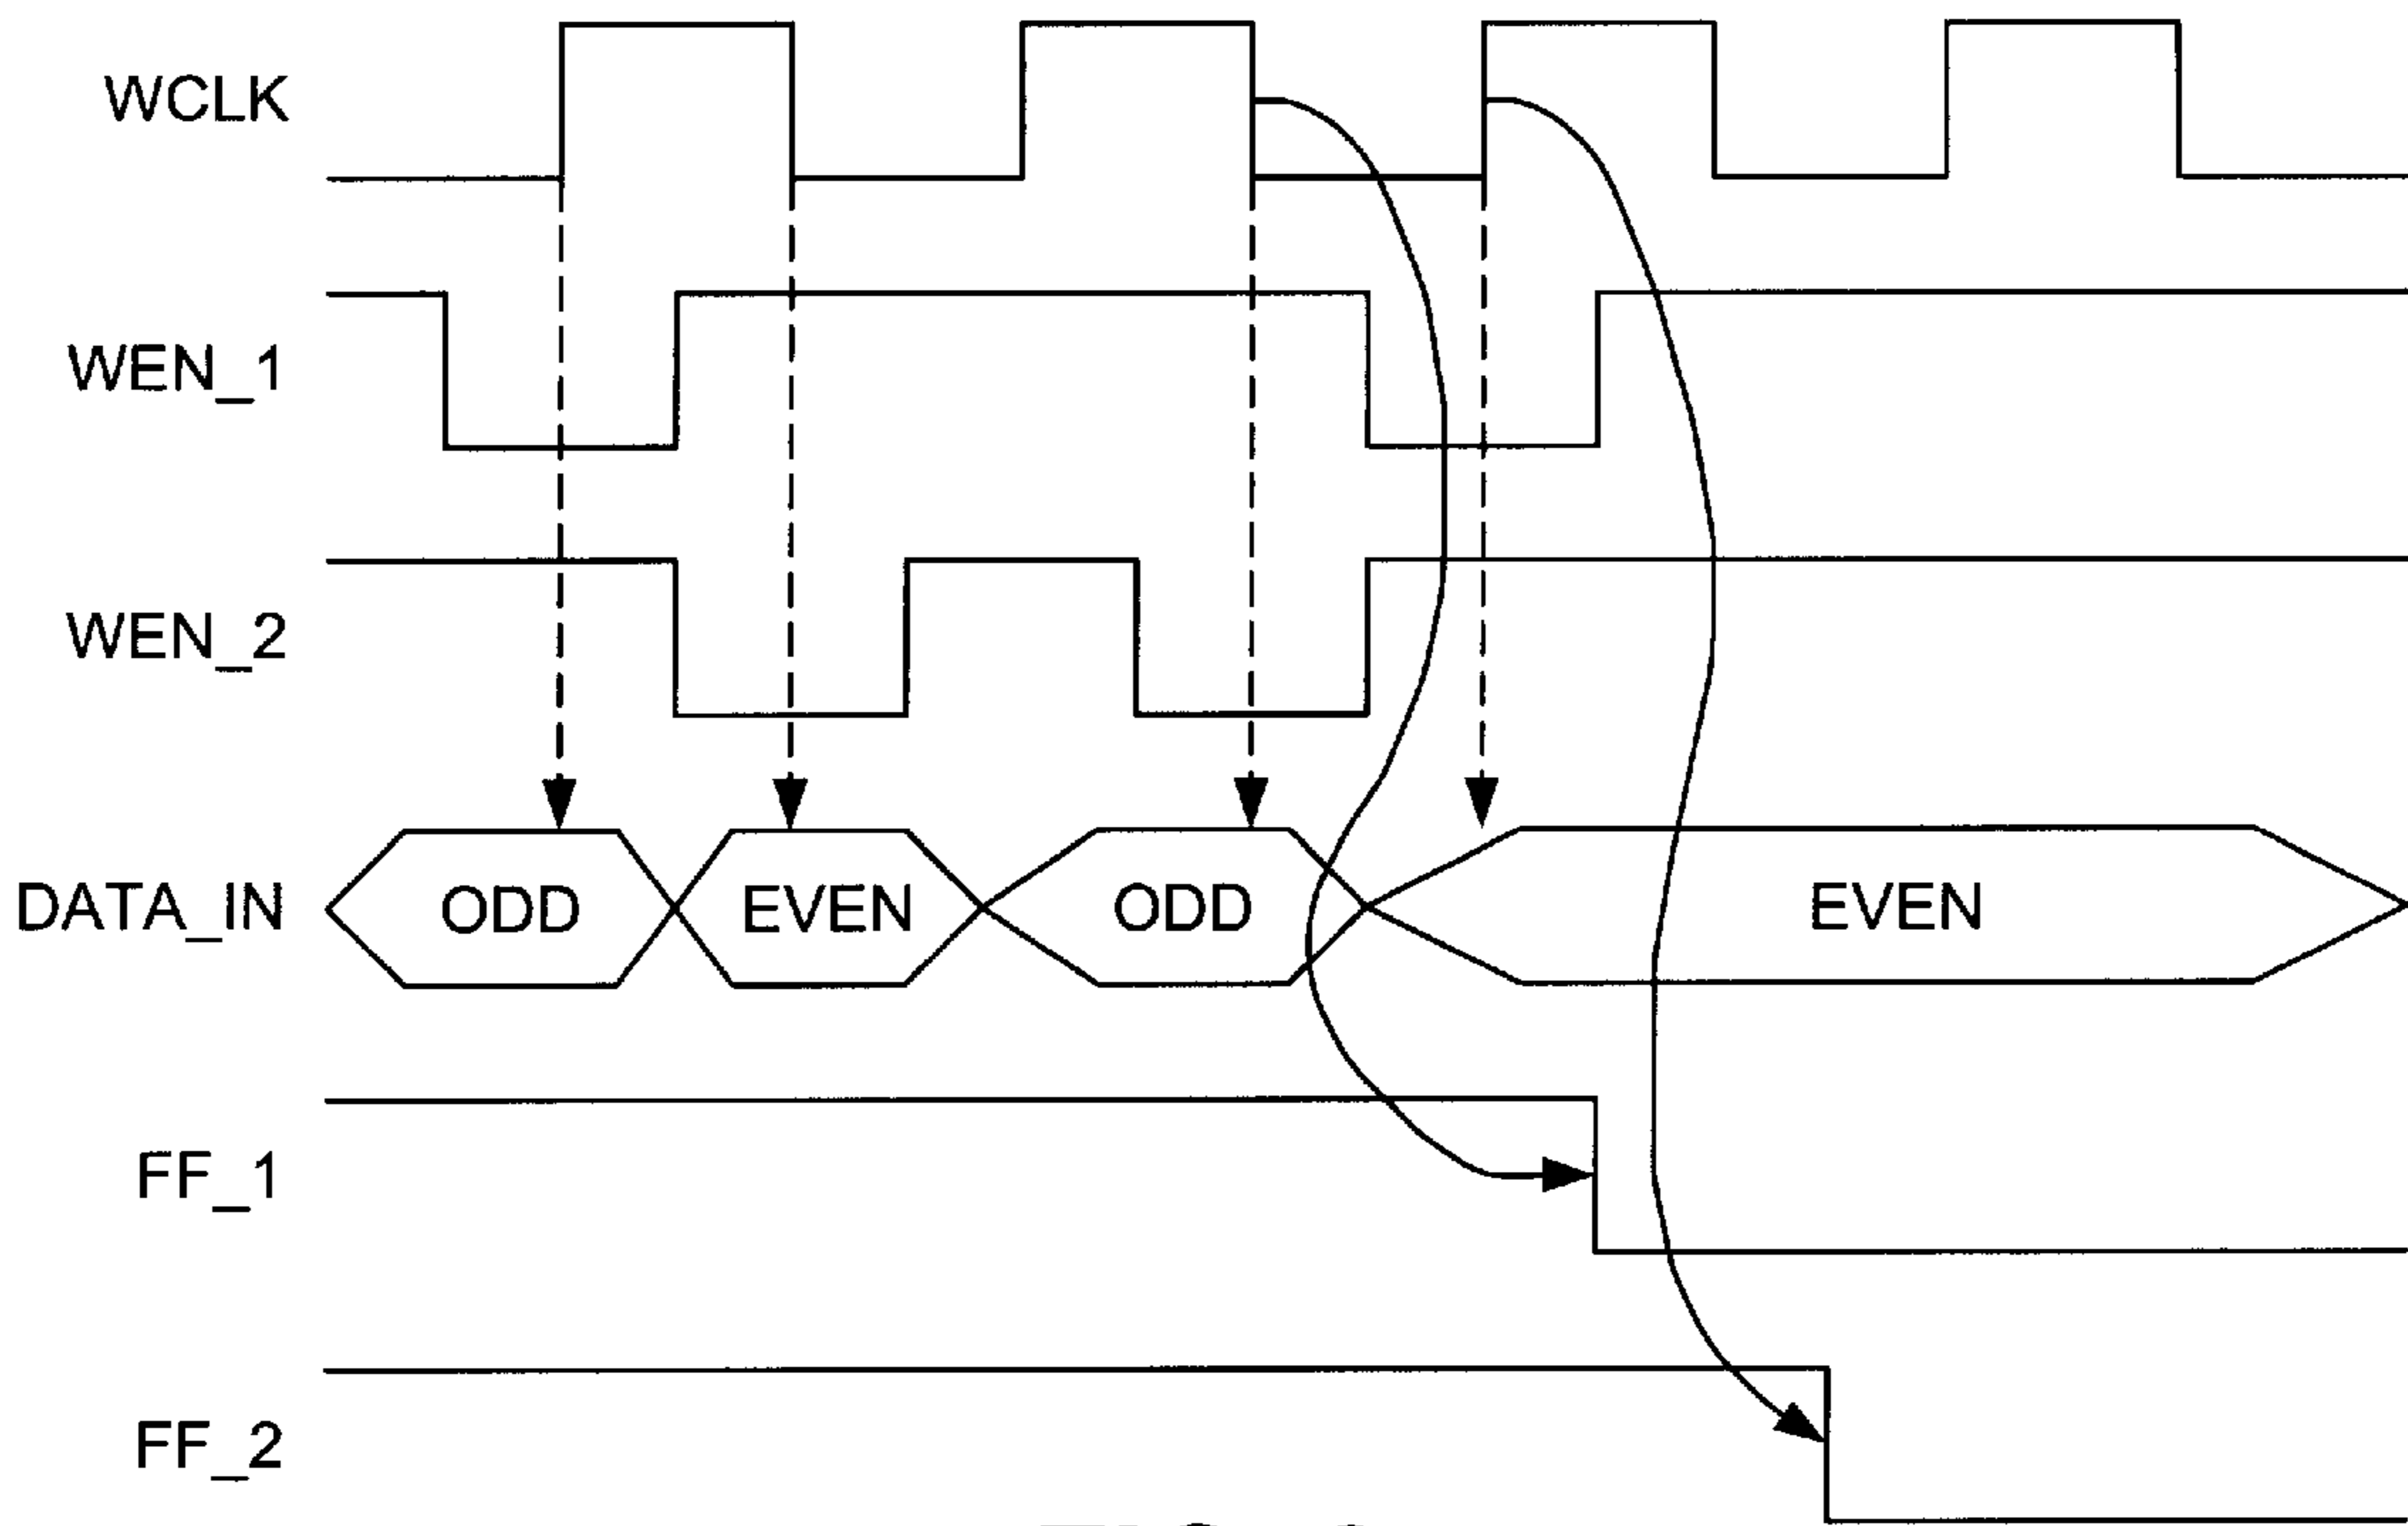 WCLK
WEN_1
WEN_2
DATA_IN ODD EVEN ODD EVEN
FF_1
FF_2